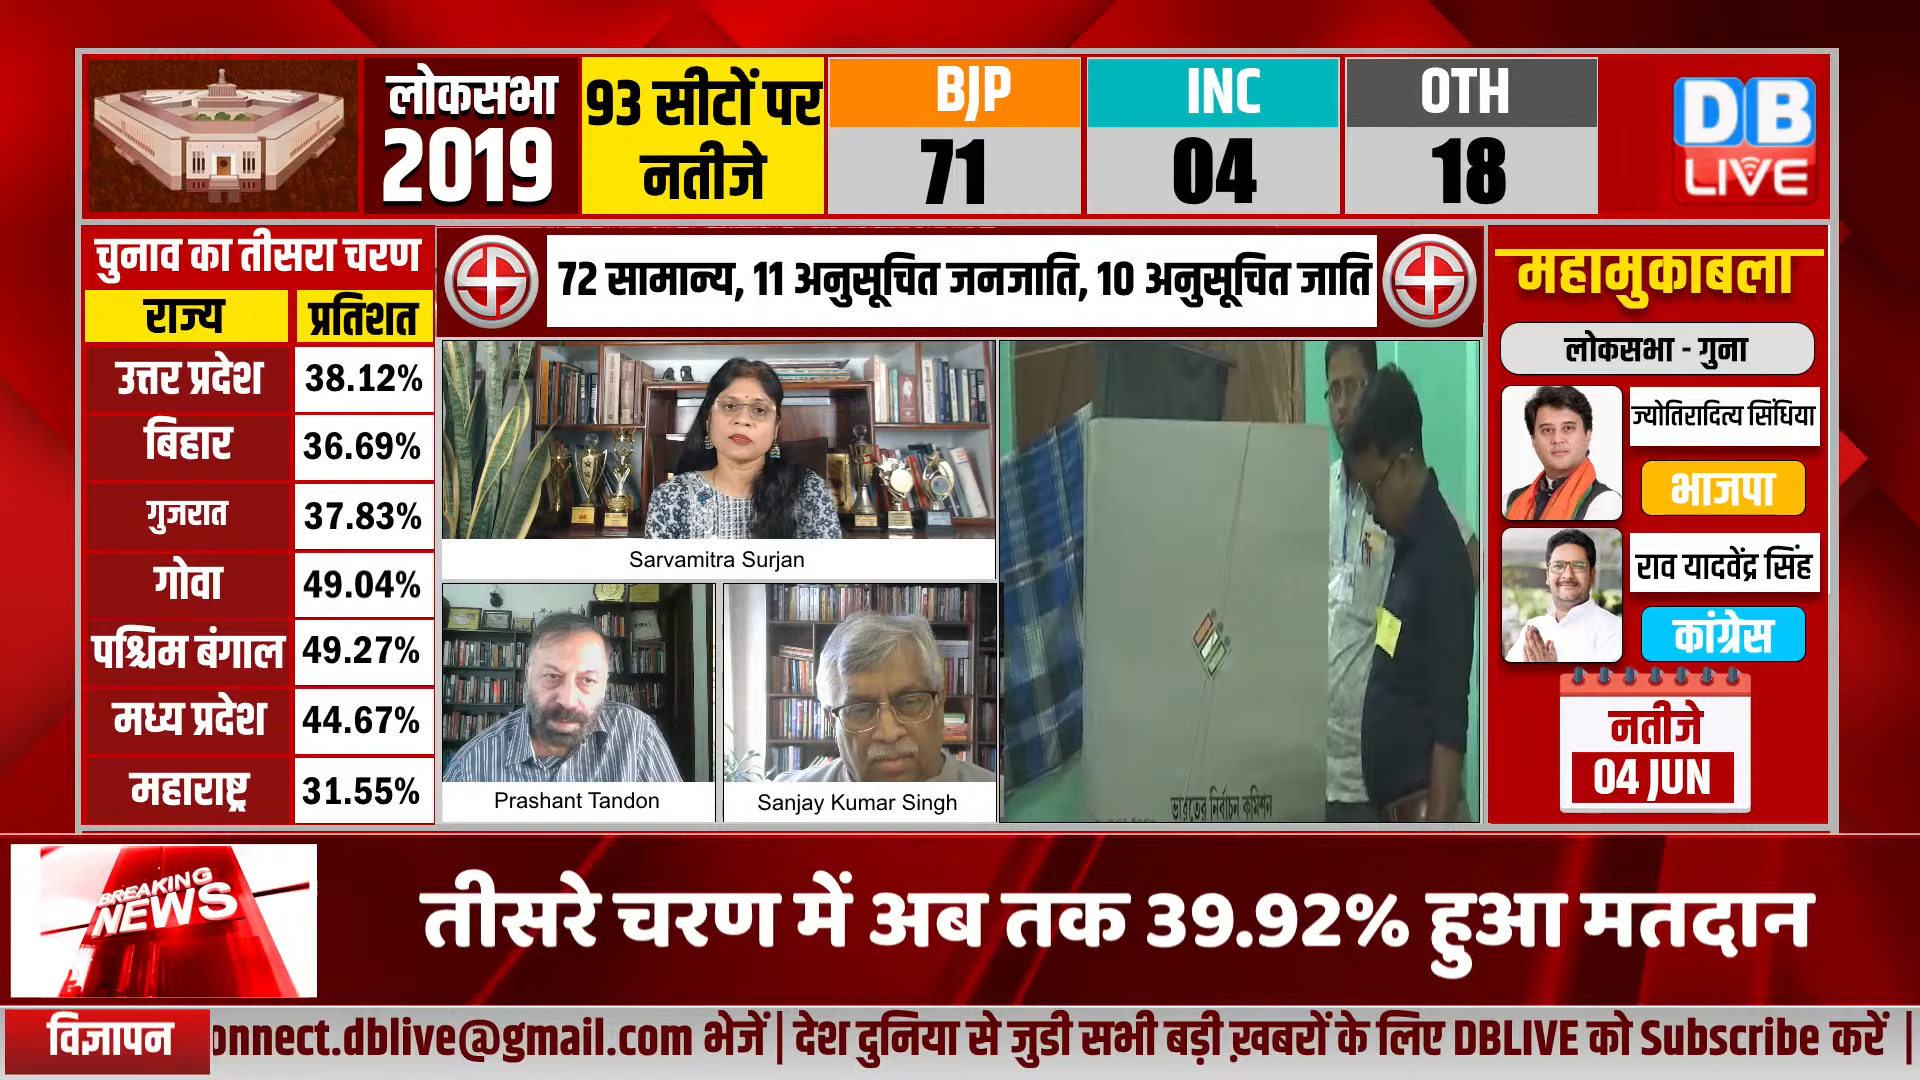 लोकसभा
2019
93 सीटों पर
नतीजे
BJP
71
INC
04
OTH
18
DB
LIVE
चुनाव का तीसरा चरण
राज्य प्रतिशत
उत्तर प्रदेश 38.12%
बिहार 36.69%
गुजरात 37.83%
गोवा 49.04%
पश्चिम बंगाल 49.27%
मध्य प्रदेश 44.67%
महाराष्ट्र 31.55%
72 सामान्य, 11 अनुसूचित जनजाति, 10 अनुसूचित जाति
Sarvamitra Surjan
Prashant Tandon
Sanjay Kumar Singh
ভারতের নির্বাচন কমিশন
महामुकाबला
लोकसभा - गुना
ज्योतिरादित्य सिंधिया
भाजपा
राव यादवेंद्र सिंह
कांग्रेस
नतीजे
04 JUN
BREAKING
NEWS
तीसरे चरण में अब तक 39.92% हुआ मतदान
विज्ञापन
onnect.dblive@gmail.com भेजें | देश दुनिया से जुडी सभी बड़ी ख़बरों के लिए DBLIVE को Subscribe करें |